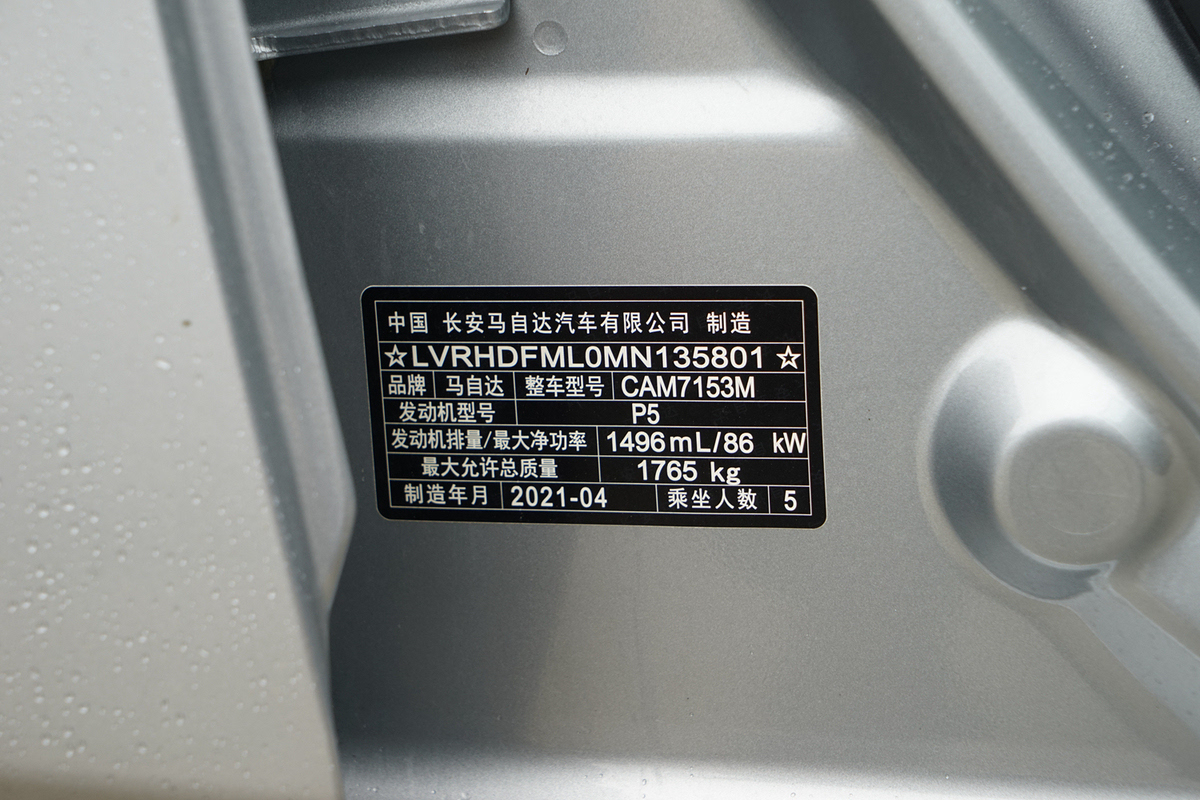 中国 长安马自达汽车有限公司 制造
☆LVRHDFML0MN135801☆
品牌 马自达 整车型号 CAM7153M
发动机型号 P5
发动机排量/最大净功率 1496mL/86 kW
最大允许总质量 1765 kg
制造年月 2021-04 乘坐人数 5